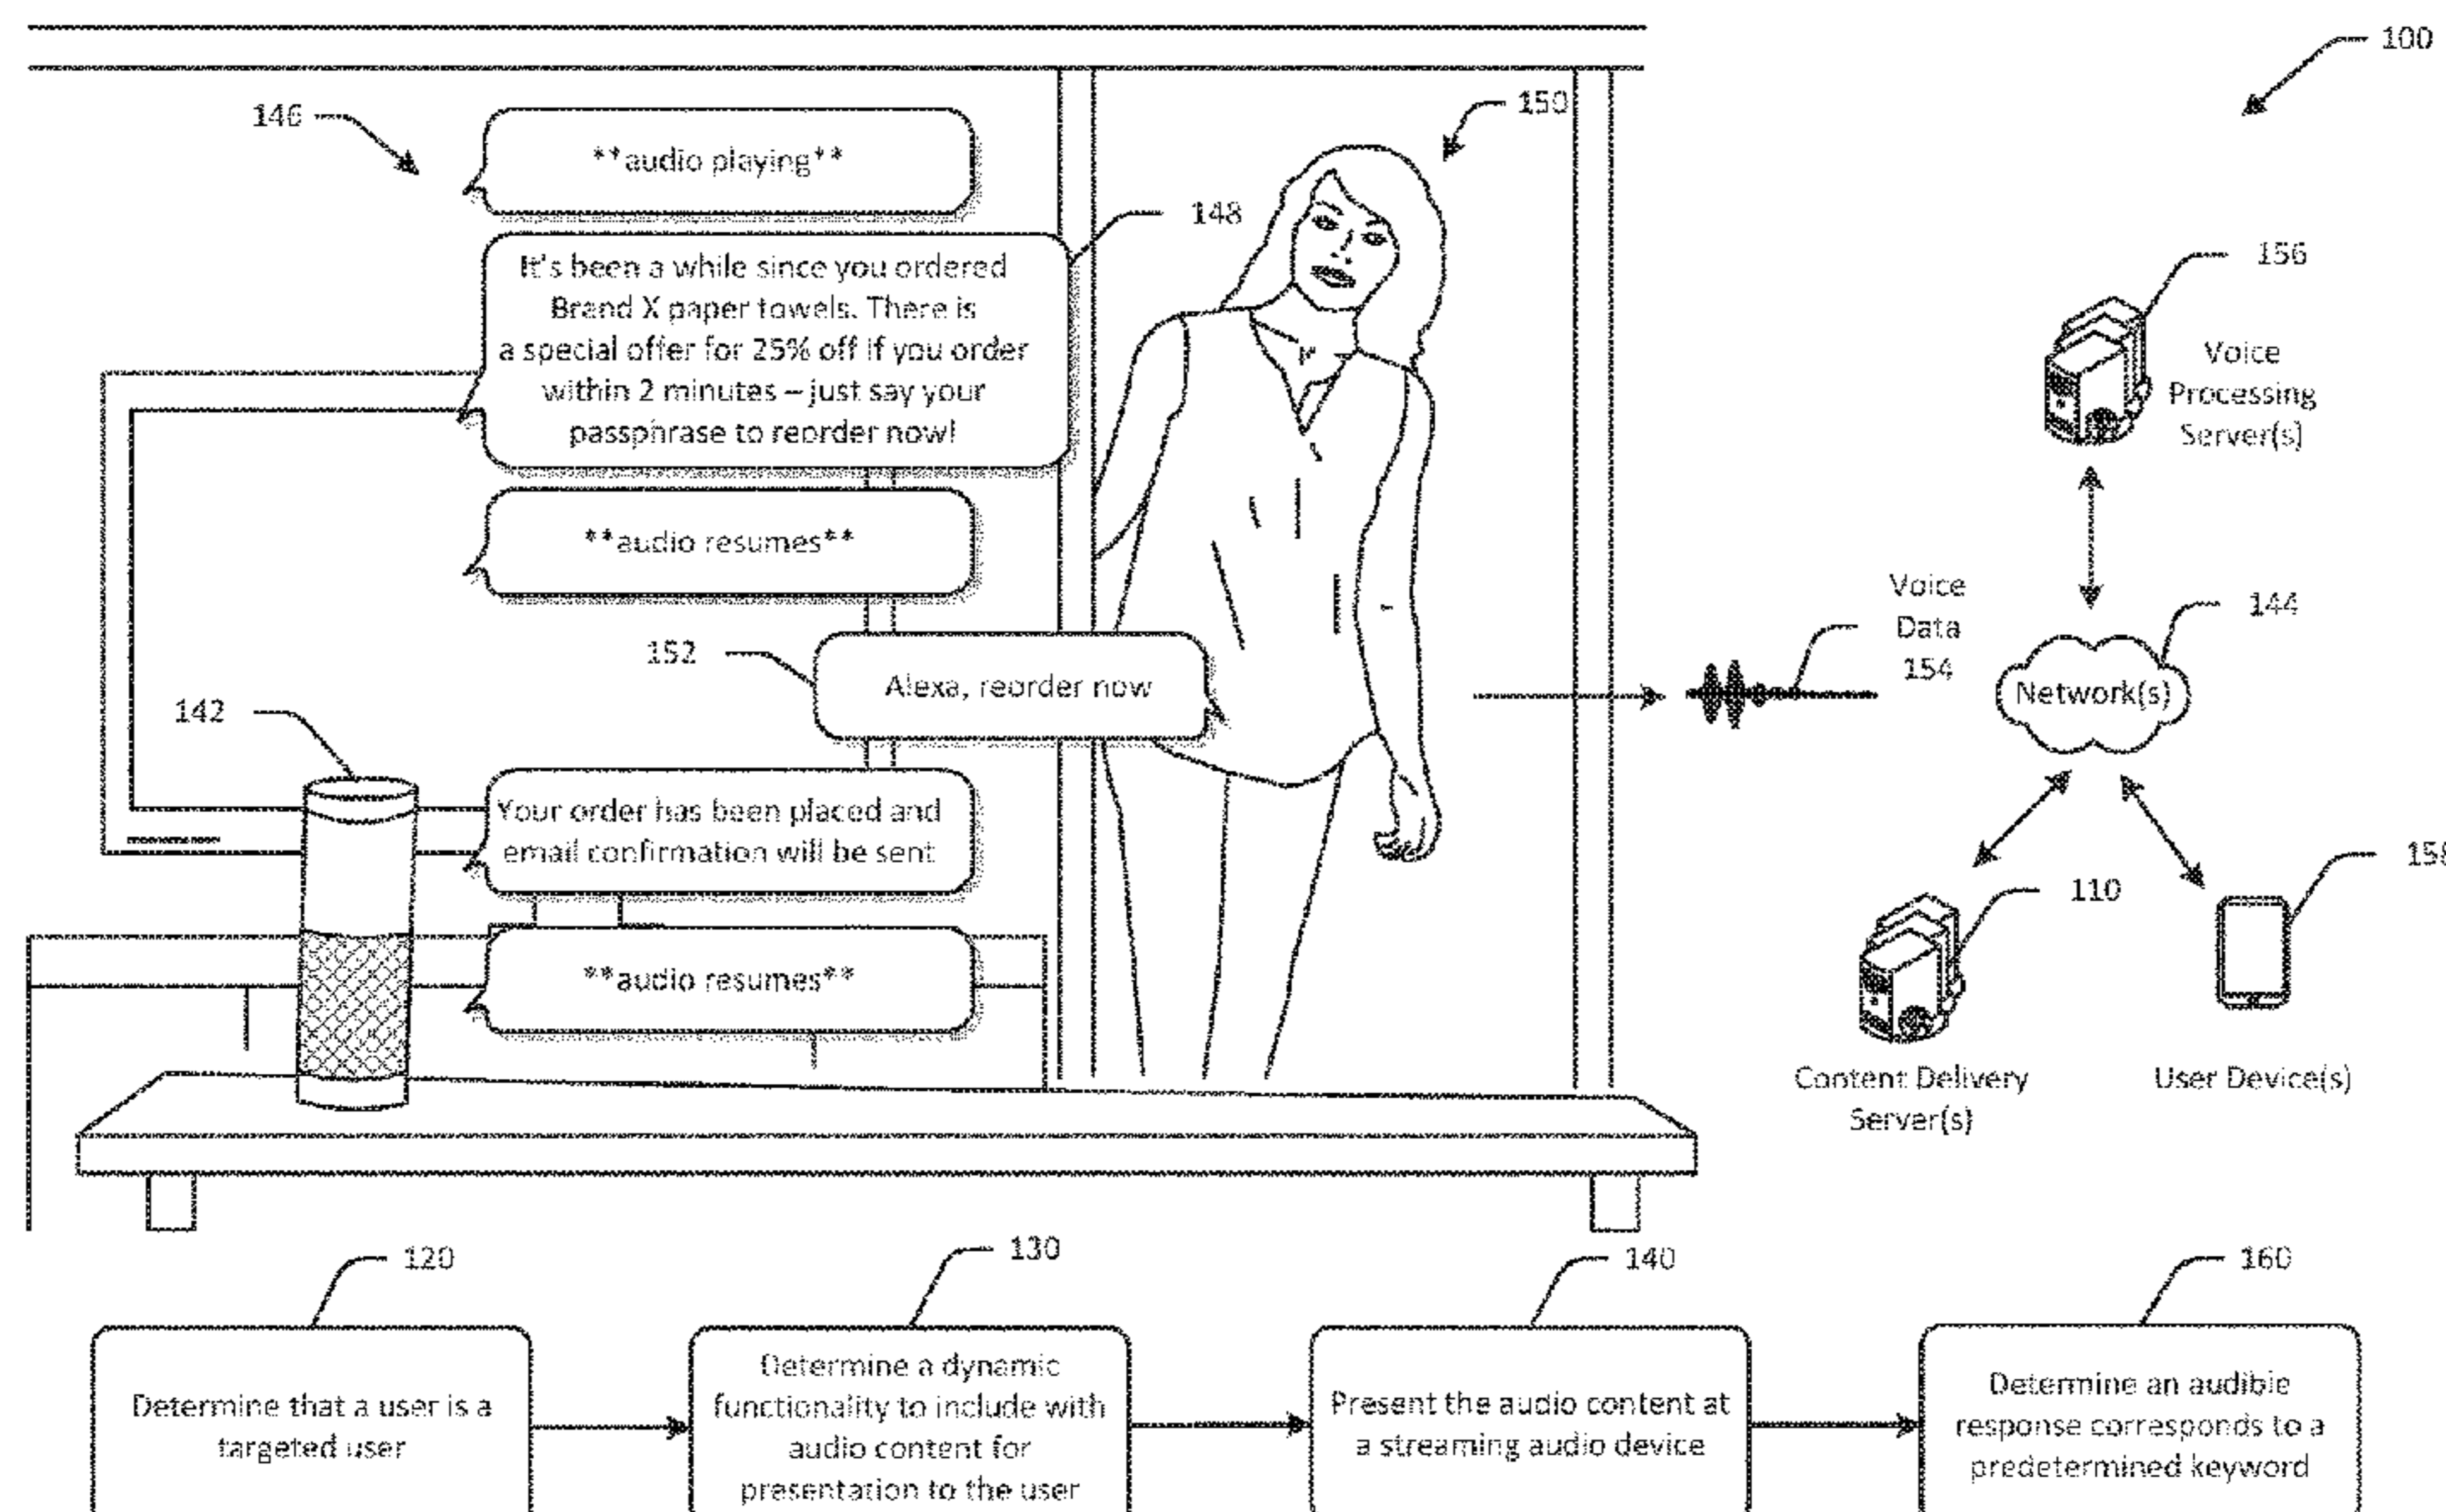 100
146
**audio playing**
150
148
It's been a while since you ordered
Brand X paper towels. There is
a special offer for 25% off if you order
within 2 minutes – just say your
passphrase to reorder now!
156
Voice
Processing
Server(s)
**audio resumes**
Voice
Data
154
144
Network(s)
152
Alexa, reorder now
142
Your order has been placed and
email confirmation will be sent
110
**audio resumes**
Content Delivery
Server(s)
User Device(s)
120
130
140
160
Determine that a user is a
targeted user
Determine a dynamic
functionality to include with
audio content for
presentation to the user
Present the audio content at
a streaming audio device
Determine an audible
response corresponds to a
predetermined keyword